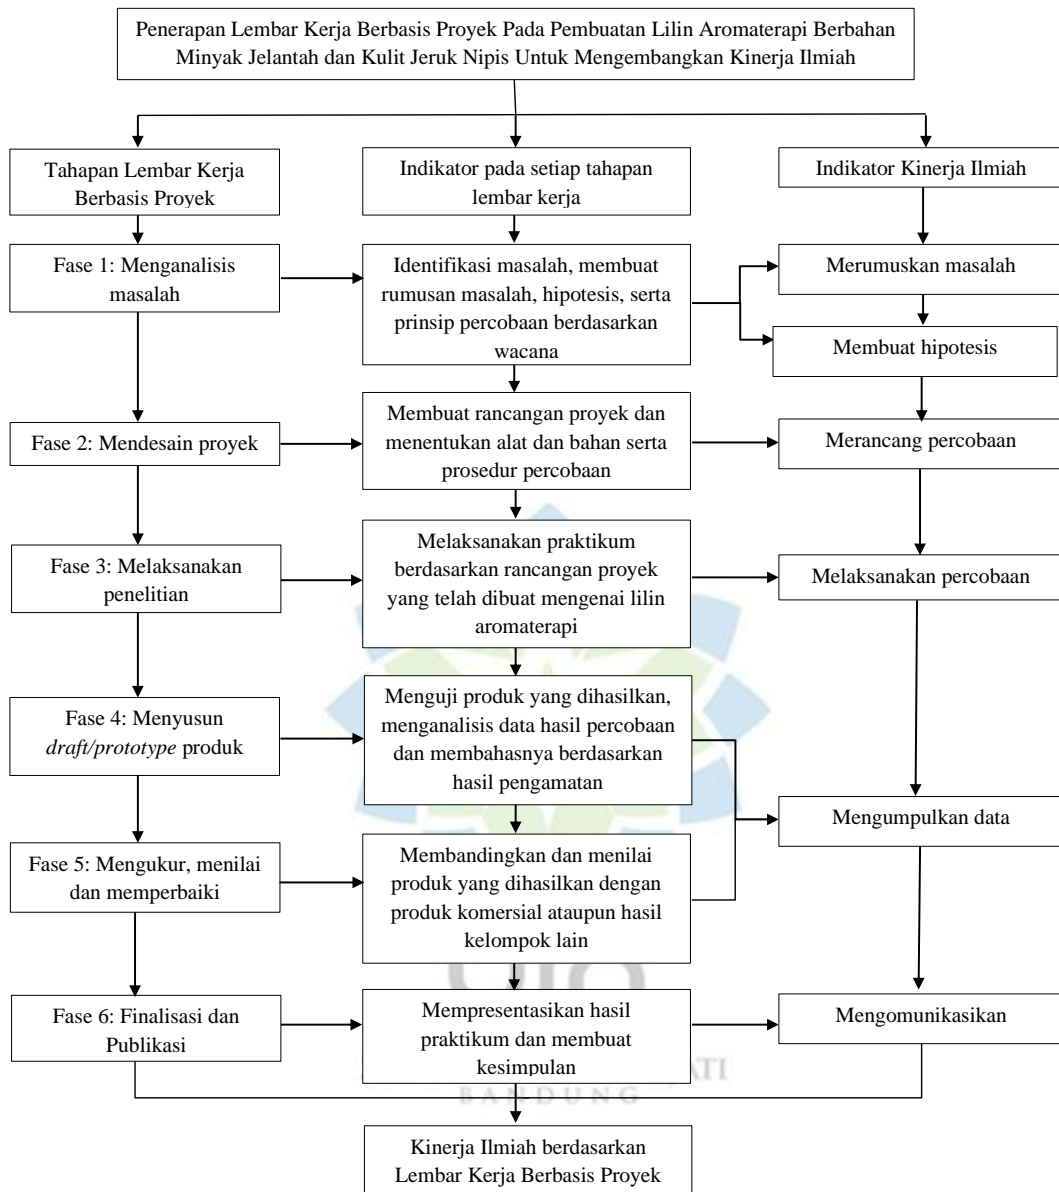 Penerapan Lembar Kerja Berbasis Proyek Pada Pembuatan Lilin Aromaterapi Berbahan
Minyak Jelantah dan Kulit Jeruk Nipis Untuk Mengembangkan Kinerja Ilmiah
Tahapan Lembar Kerja
Berbasis Proyek
Indikator pada setiap tahapan
lembar kerja
Indikator Kinerja Ilmiah
Fase 1: Menganalisis
masalah
Identifikasi masalah, membuat
rumusan masalah, hipotesis, serta
prinsip percobaan berdasarkan
wacana
Merumuskan masalah
Membuat hipotesis
Fase 2: Mendesain proyek
Membuat rancangan proyek dan
menentukan alat dan bahan serta
prosedur percobaan
Merancang percobaan
Fase 3: Melaksanakan
penelitian
Melaksanakan praktikum
berdasarkan rancangan proyek
yang telah dibuat mengenai lilin
aromaterapi
Melaksanakan percobaan
Fase 4: Menyusun
draft/prototype produk
Menguji produk yang dihasilkan,
menganalisis data hasil percobaan
dan membahasnya berdasarkan
hasil pengamatan
Mengumpulkan data
Fase 5: Mengukur, menilai
dan memperbaiki
Membandingkan dan menilai
produk yang dihasilkan dengan
produk komersial ataupun hasil
kelompok lain
Fase 6: Finalisasi dan
Publikasi
Mempresentasikan hasil
praktikum dan membuat
kesimpulan
Mengomunikasikan
BANDUNG
Kinerja Ilmiah berdasarkan
Lembar Kerja Berbasis Proyek